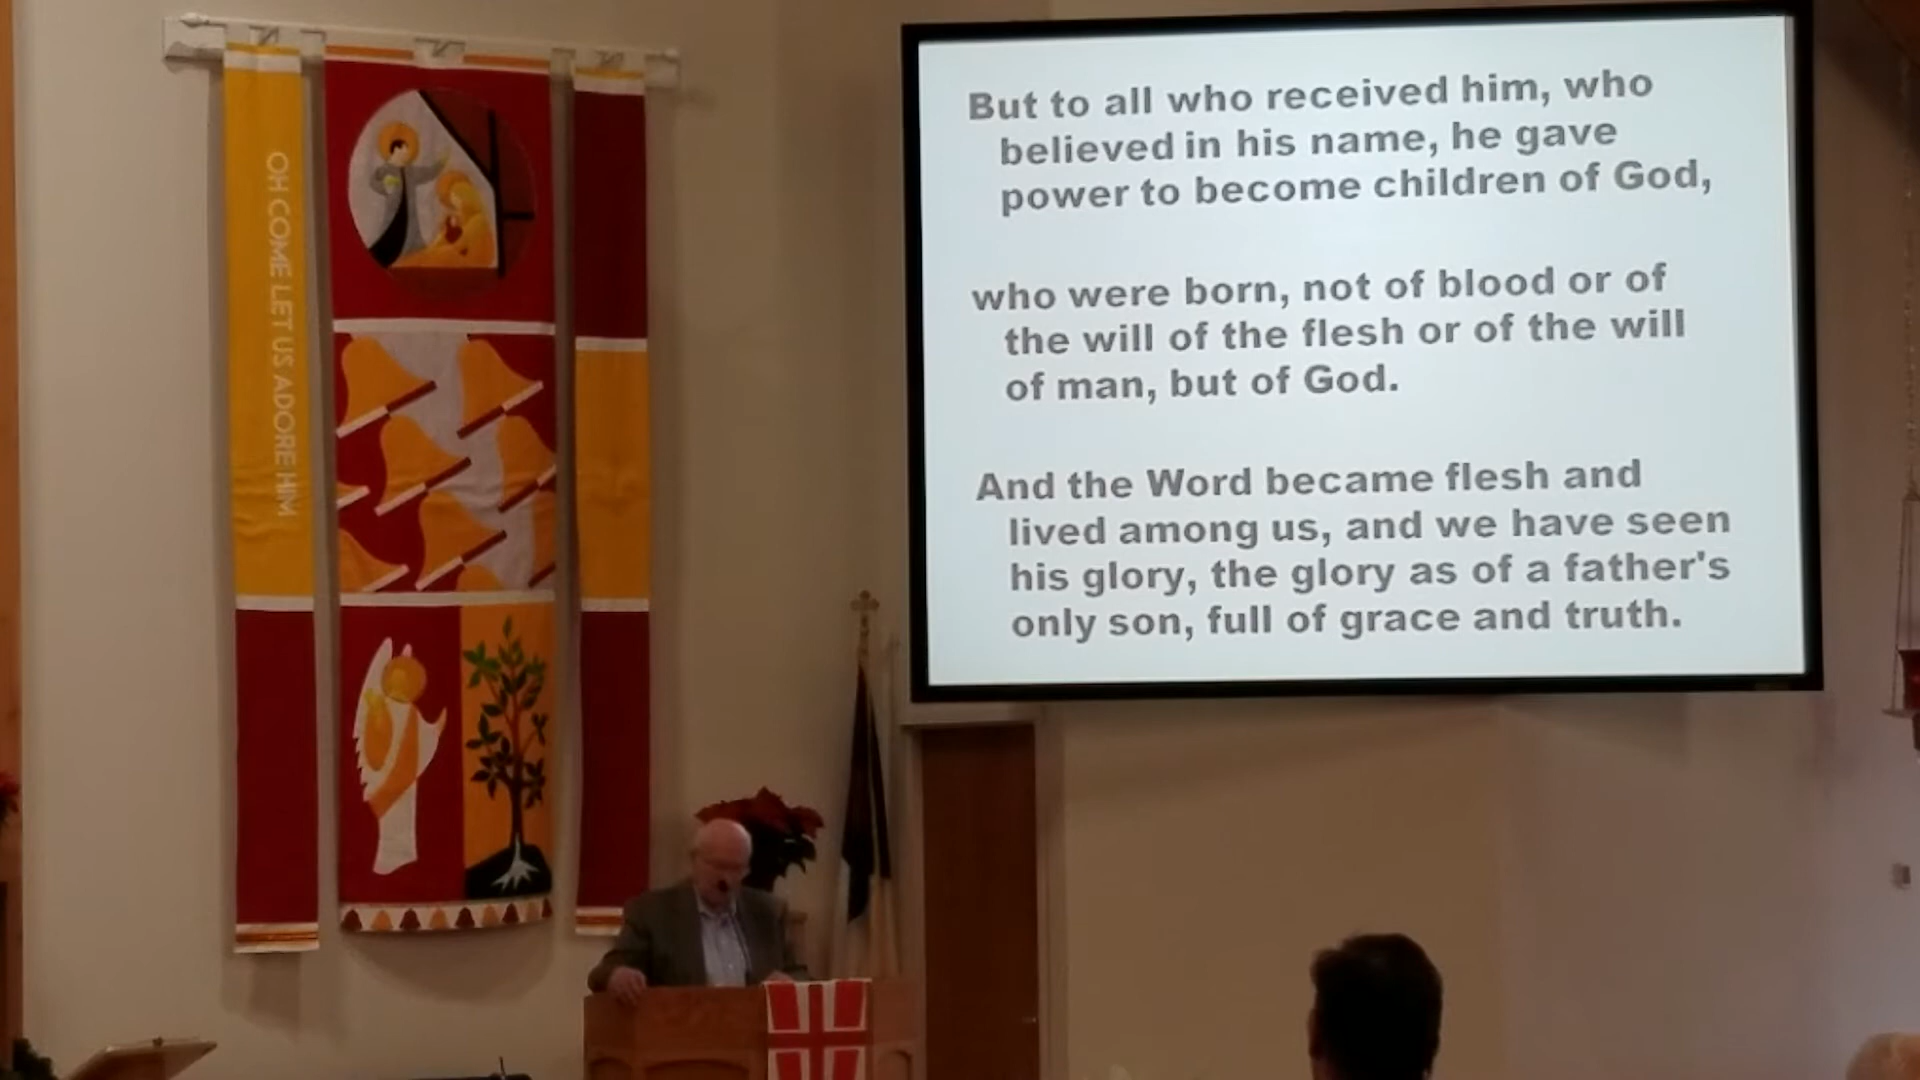 OH COME LET US ADORE HIM
But to all who received him, who
believed in his name, he gave
power to become children of God,
who were born, not of blood or of
the will of the flesh or of the will
of man, but of God.
And the Word became flesh and
lived among us, and we have seen
his glory, the glory as of a father's
only son, full of grace and truth.